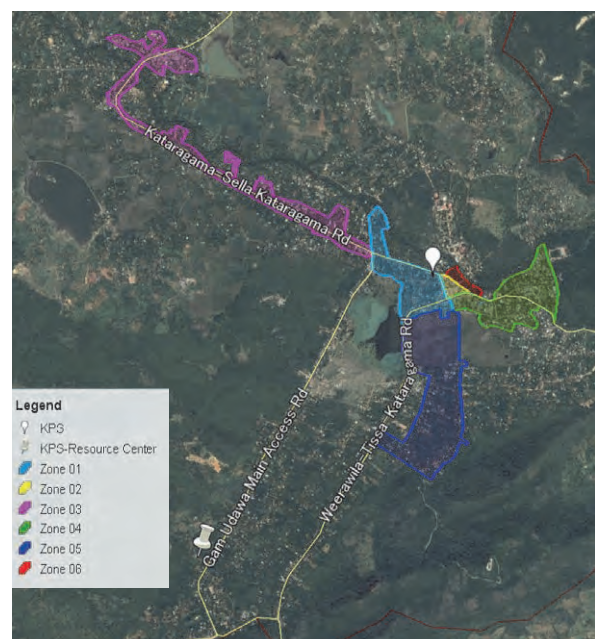 Kataragama-Sella-Kataragama Rd
Gam-Udawa-Main-Access-Rd
Weerawila-Tissa-Kataragama Rd
Legend
KPS
KPS-Resource Center
Zone 01
Zone 02
Zone 03
Zone 04
Zone 05
Zone 06